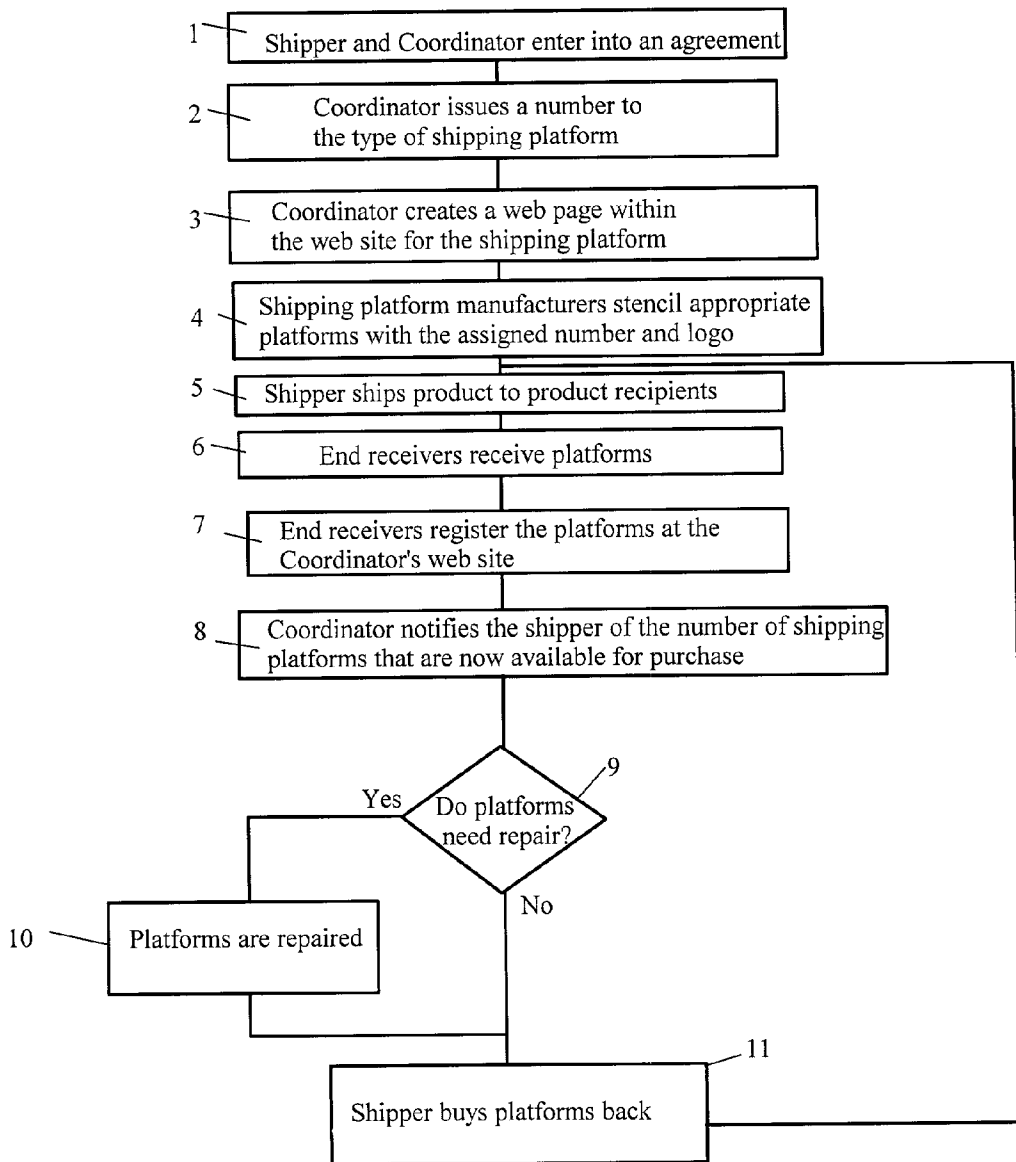 1
Shipper and Coordinator enter into an agreement
2
Coordinator issues a number to
the type of shipping platform
3
Coordinator creates a web page within
the web site for the shipping platform
4
Shipping platform manufacturers stencil appropriate
platforms with the assigned number and logo
5
Shipper ships product to product recipients
6
End receivers receive platforms
7
End receivers register the platforms at the
Coordinator's web site
8
Coordinator notifies the shipper of the number of shipping
platforms that are now available for purchase
9
Yes
Do platforms
need repair?
No
10
Platforms are repaired
11
Shipper buys platforms back